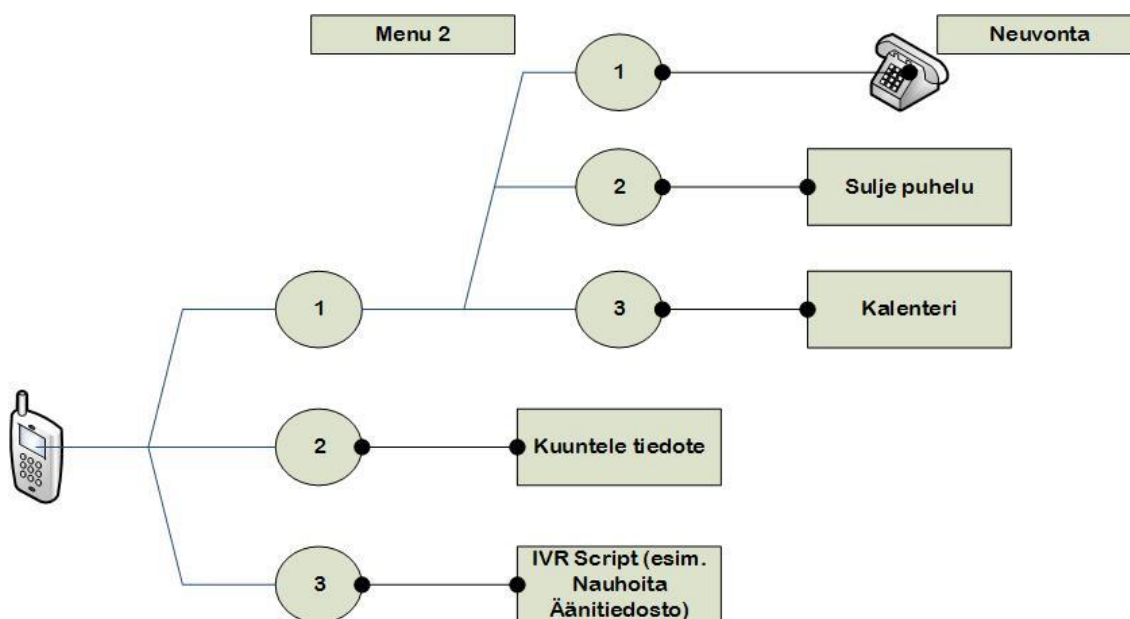 Menu 2
Neuvonta
1
2
Sulje puhelu
1
3
Kalenteri
2
Kuuntele tiedote
3
IVR Script (esim.
Nauhoita
Äänitiedosto)